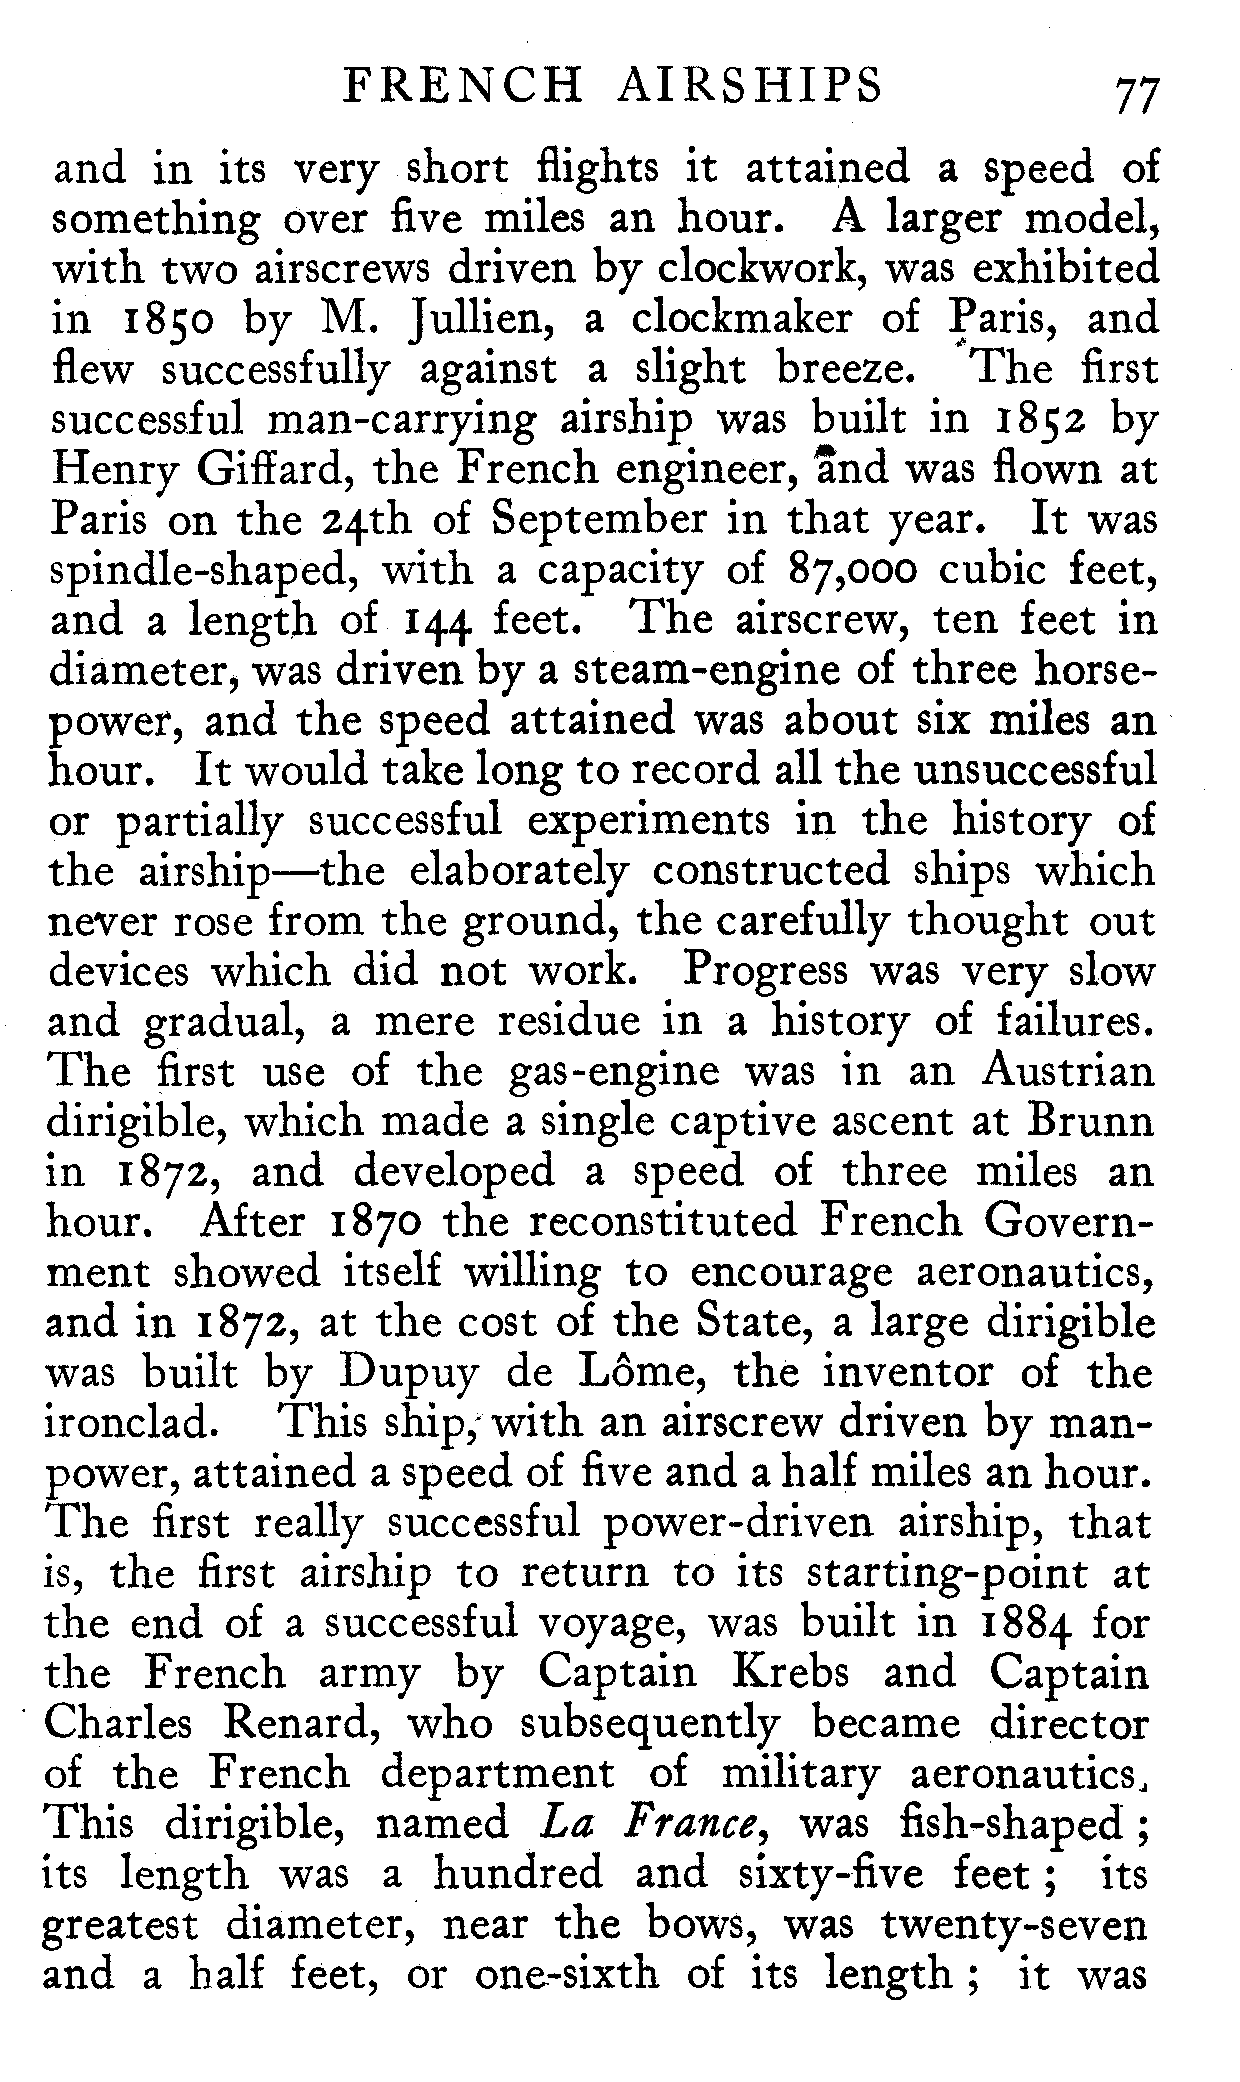 FRENCH AIRSHIPS 77
and in its very short flights it attained a speed of
something over five miles an hour. A larger model,
with two airscrews driven by clockwork, was exhibited
in 1850 by M. Jullien, a clockmaker of Paris, and
flew successfully against a slight breeze. The first
successful man-carrying airship was built in 1852 by
Henry Giffard, the French engineer, and was flown at
Paris on the 24th of September in that year. It was
spindle-shaped, with a capacity of 87,000 cubic feet,
and a length of 144 feet. The airscrew, ten feet in
diameter, was driven by a steam-engine of three horse-
power, and the speed attained was about six miles an
hour. It would take long to record all the unsuccessful
or partially successful experiments in the history of
the airship—the elaborately constructed ships which
never rose from the ground, the carefully thought out
devices which did not work. Progress was very slow
and gradual, a mere residue in a history of failures.
The first use of the gas-engine was in an Austrian
dirigible, which made a single captive ascent at Brunn
in 1872, and developed a speed of three miles an
hour. After 1870 the reconstituted French Govern-
ment showed itself willing to encourage aeronautics,
and in 1872, at the cost of the State, a large dirigible
was built by Dupuy de Lôme, the inventor of the
ironclad. This ship, with an airscrew driven by man-
power, attained a speed of five and a half miles an hour.
The first really successful power-driven airship, that
is, the first airship to return to its starting-point at
the end of a successful voyage, was built in 1884 for
the French army by Captain Krebs and Captain
Charles Renard, who subsequently became director
of the French department of military aeronautics.
This dirigible, named La France, was fish-shaped ;
its length was a hundred and sixty-five feet ; its
greatest diameter, near the bows, was twenty-seven
and a half feet, or one-sixth of its length ; it was